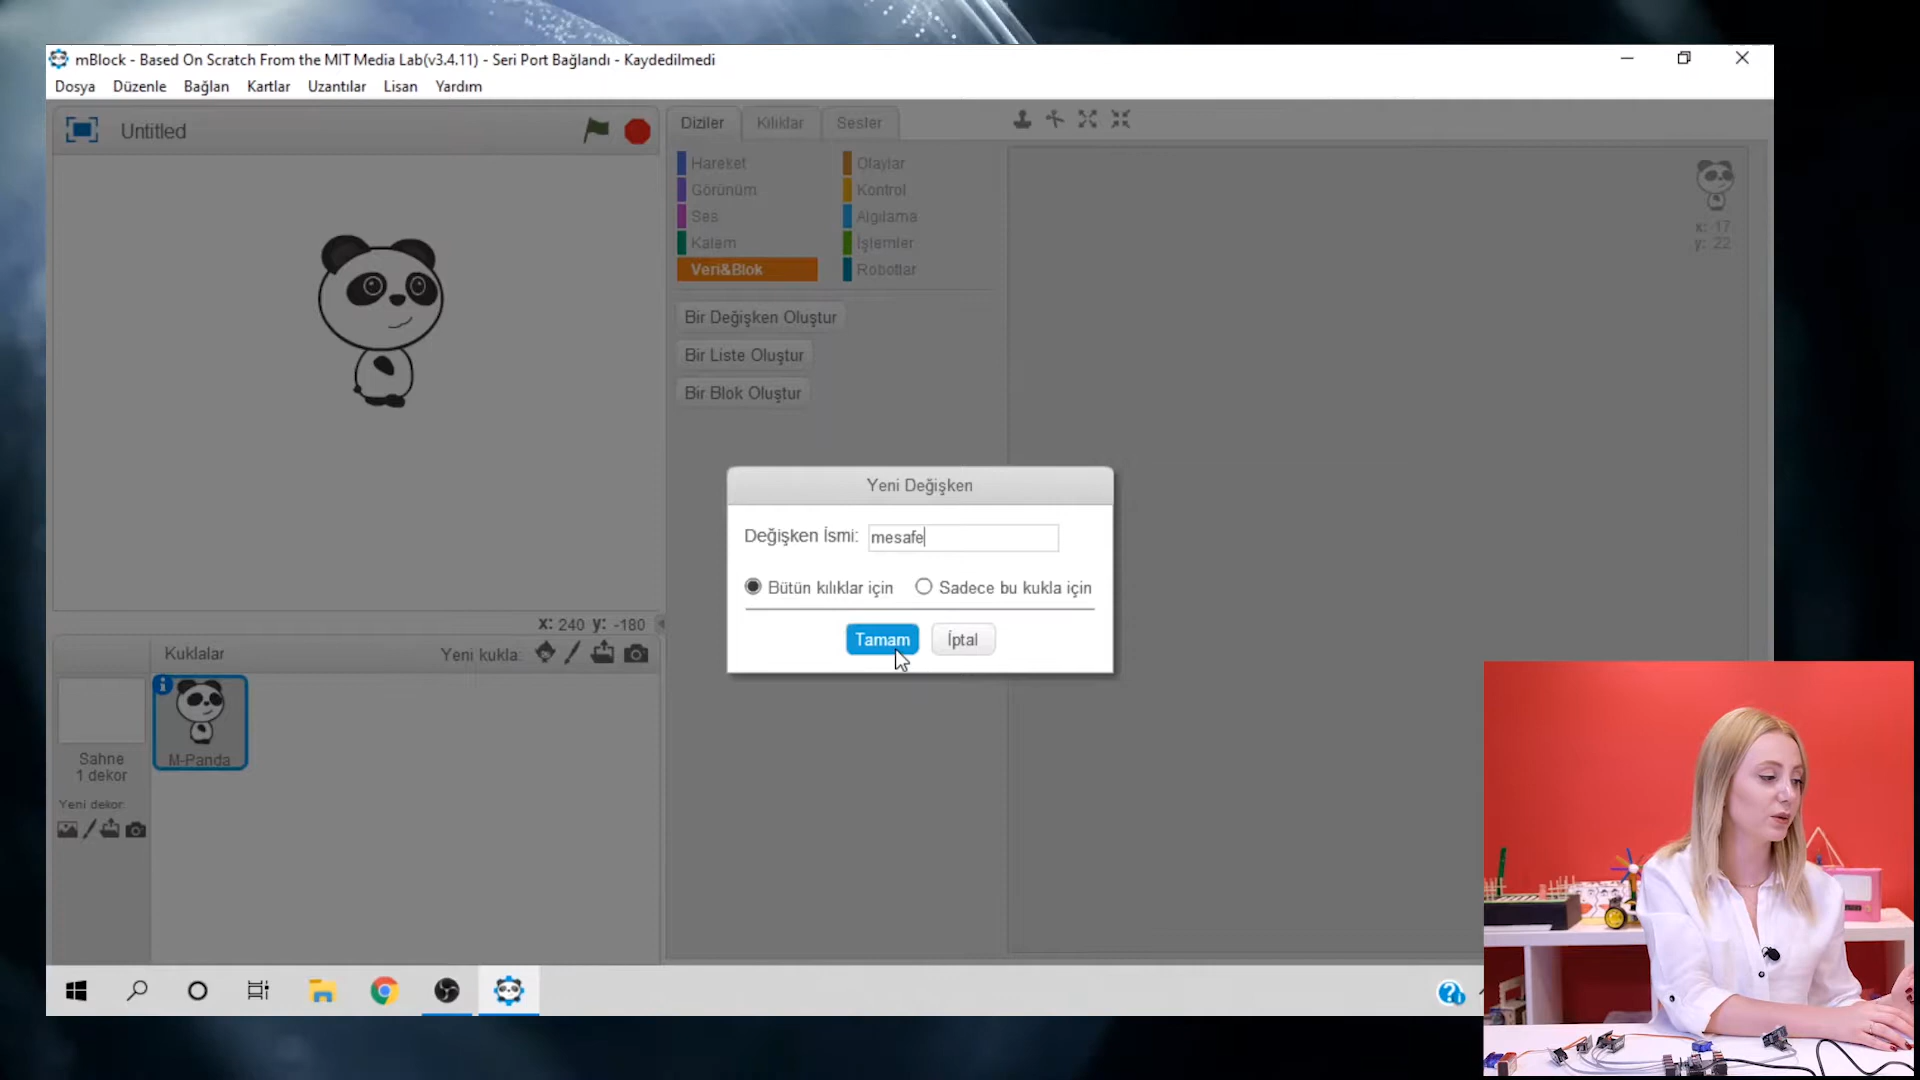 mBlock - Based On Scratch From the MIT Media Lab(v3.4.11) - Seri Port Bağlandı - Kaydedilmedi
Dosya Düzenle Bağlan Kartlar Uzantılar Lisan Yardım
Untitled
Diziler Kılıklar Sesler
Hareket Olaylar
Görünüm Kontrol
Ses Algılama
Kalem İşlemler
Veri&Blok Robotlar
Bir Değişken Oluştur
Bir Liste Oluştur
Bir Blok Oluştur
x: -17
y: 22
Yeni Değişken
Değişken İsmi: mesafe
Bütün kılıklar için Sadece bu kukla için
Tamam İptal
x: 240 y: -180
Kuklalar Yeni kukla:
M-Panda
Sahne
1 dekor
Yeni dekor: